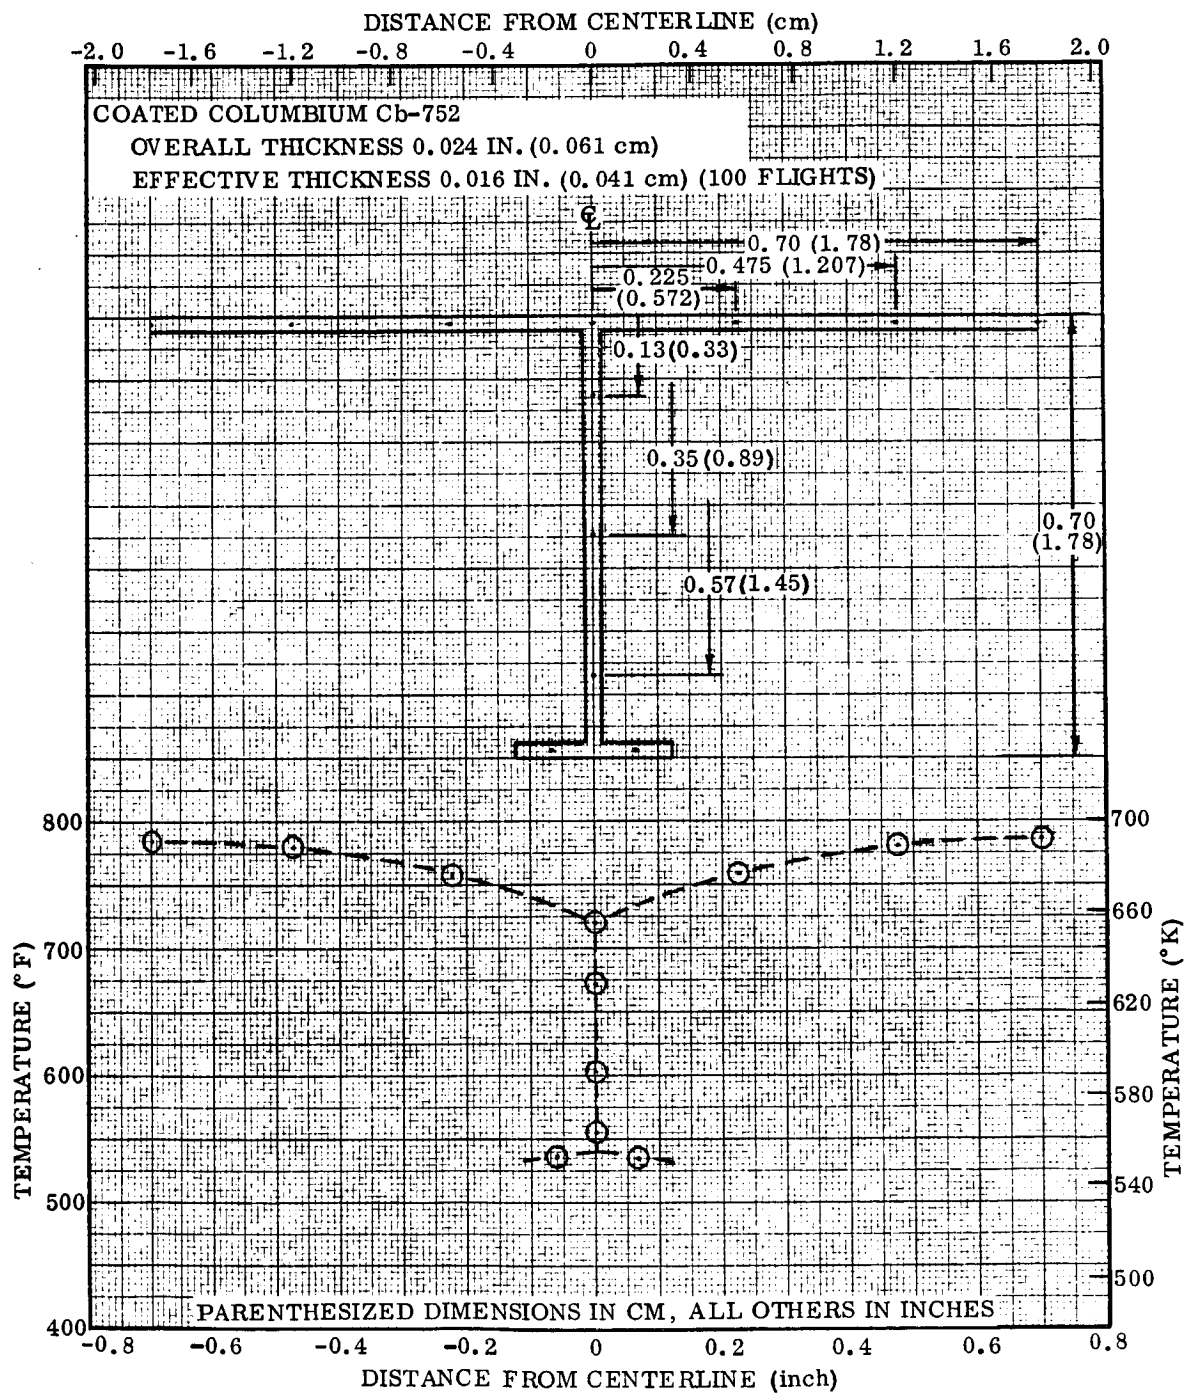 DISTANCE FROM CENTERLINE (cm)
-2.0 -1.6 -1.2 -0.8 -0.4 0 0.4 0.8 1.2 1.6 2.0
COATED COLUMBIUM Cb-752
OVERALL THICKNESS 0.024 IN. (0.061 cm)
EFFECTIVE THICKNESS 0.016 IN. (0.041 cm) (100 FLIGHTS)
CL
0.70 (1.78)
0.475 (1.207)
0.225
(0.572)
0.13(0.33)
0.35(0.89)
0.70
(1.78)
0.57(1.45)
800
700
600
500
400
TEMPERATURE (°F)
700
660
620
580
540
500
TEMPERATURE (°K)
PARENTHESIZED DIMENSIONS IN CM, ALL OTHERS IN INCHES
-0.8 -0.6 -0.4 -0.2 0 0.2 0.4 0.6 0.8
DISTANCE FROM CENTERLINE (inch)